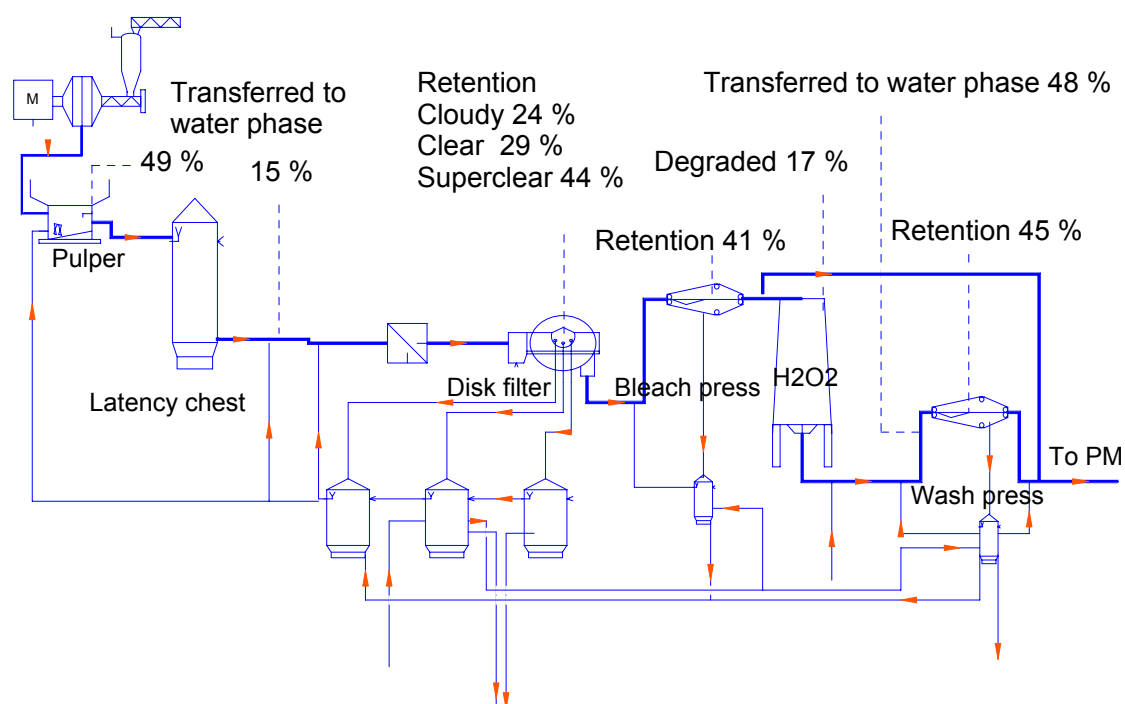 M
Transferred to
water phase
49 %
15 %
Retention
Cloudy 24 %
Clear 29 %
Superclear 44 %
Transferred to water phase 48 %
Degraded 17 %
Retention 41 %
Retention 45 %
Pulper
Latency chest
Disk filter
Bleach press
H2O2
Wash press
To PM